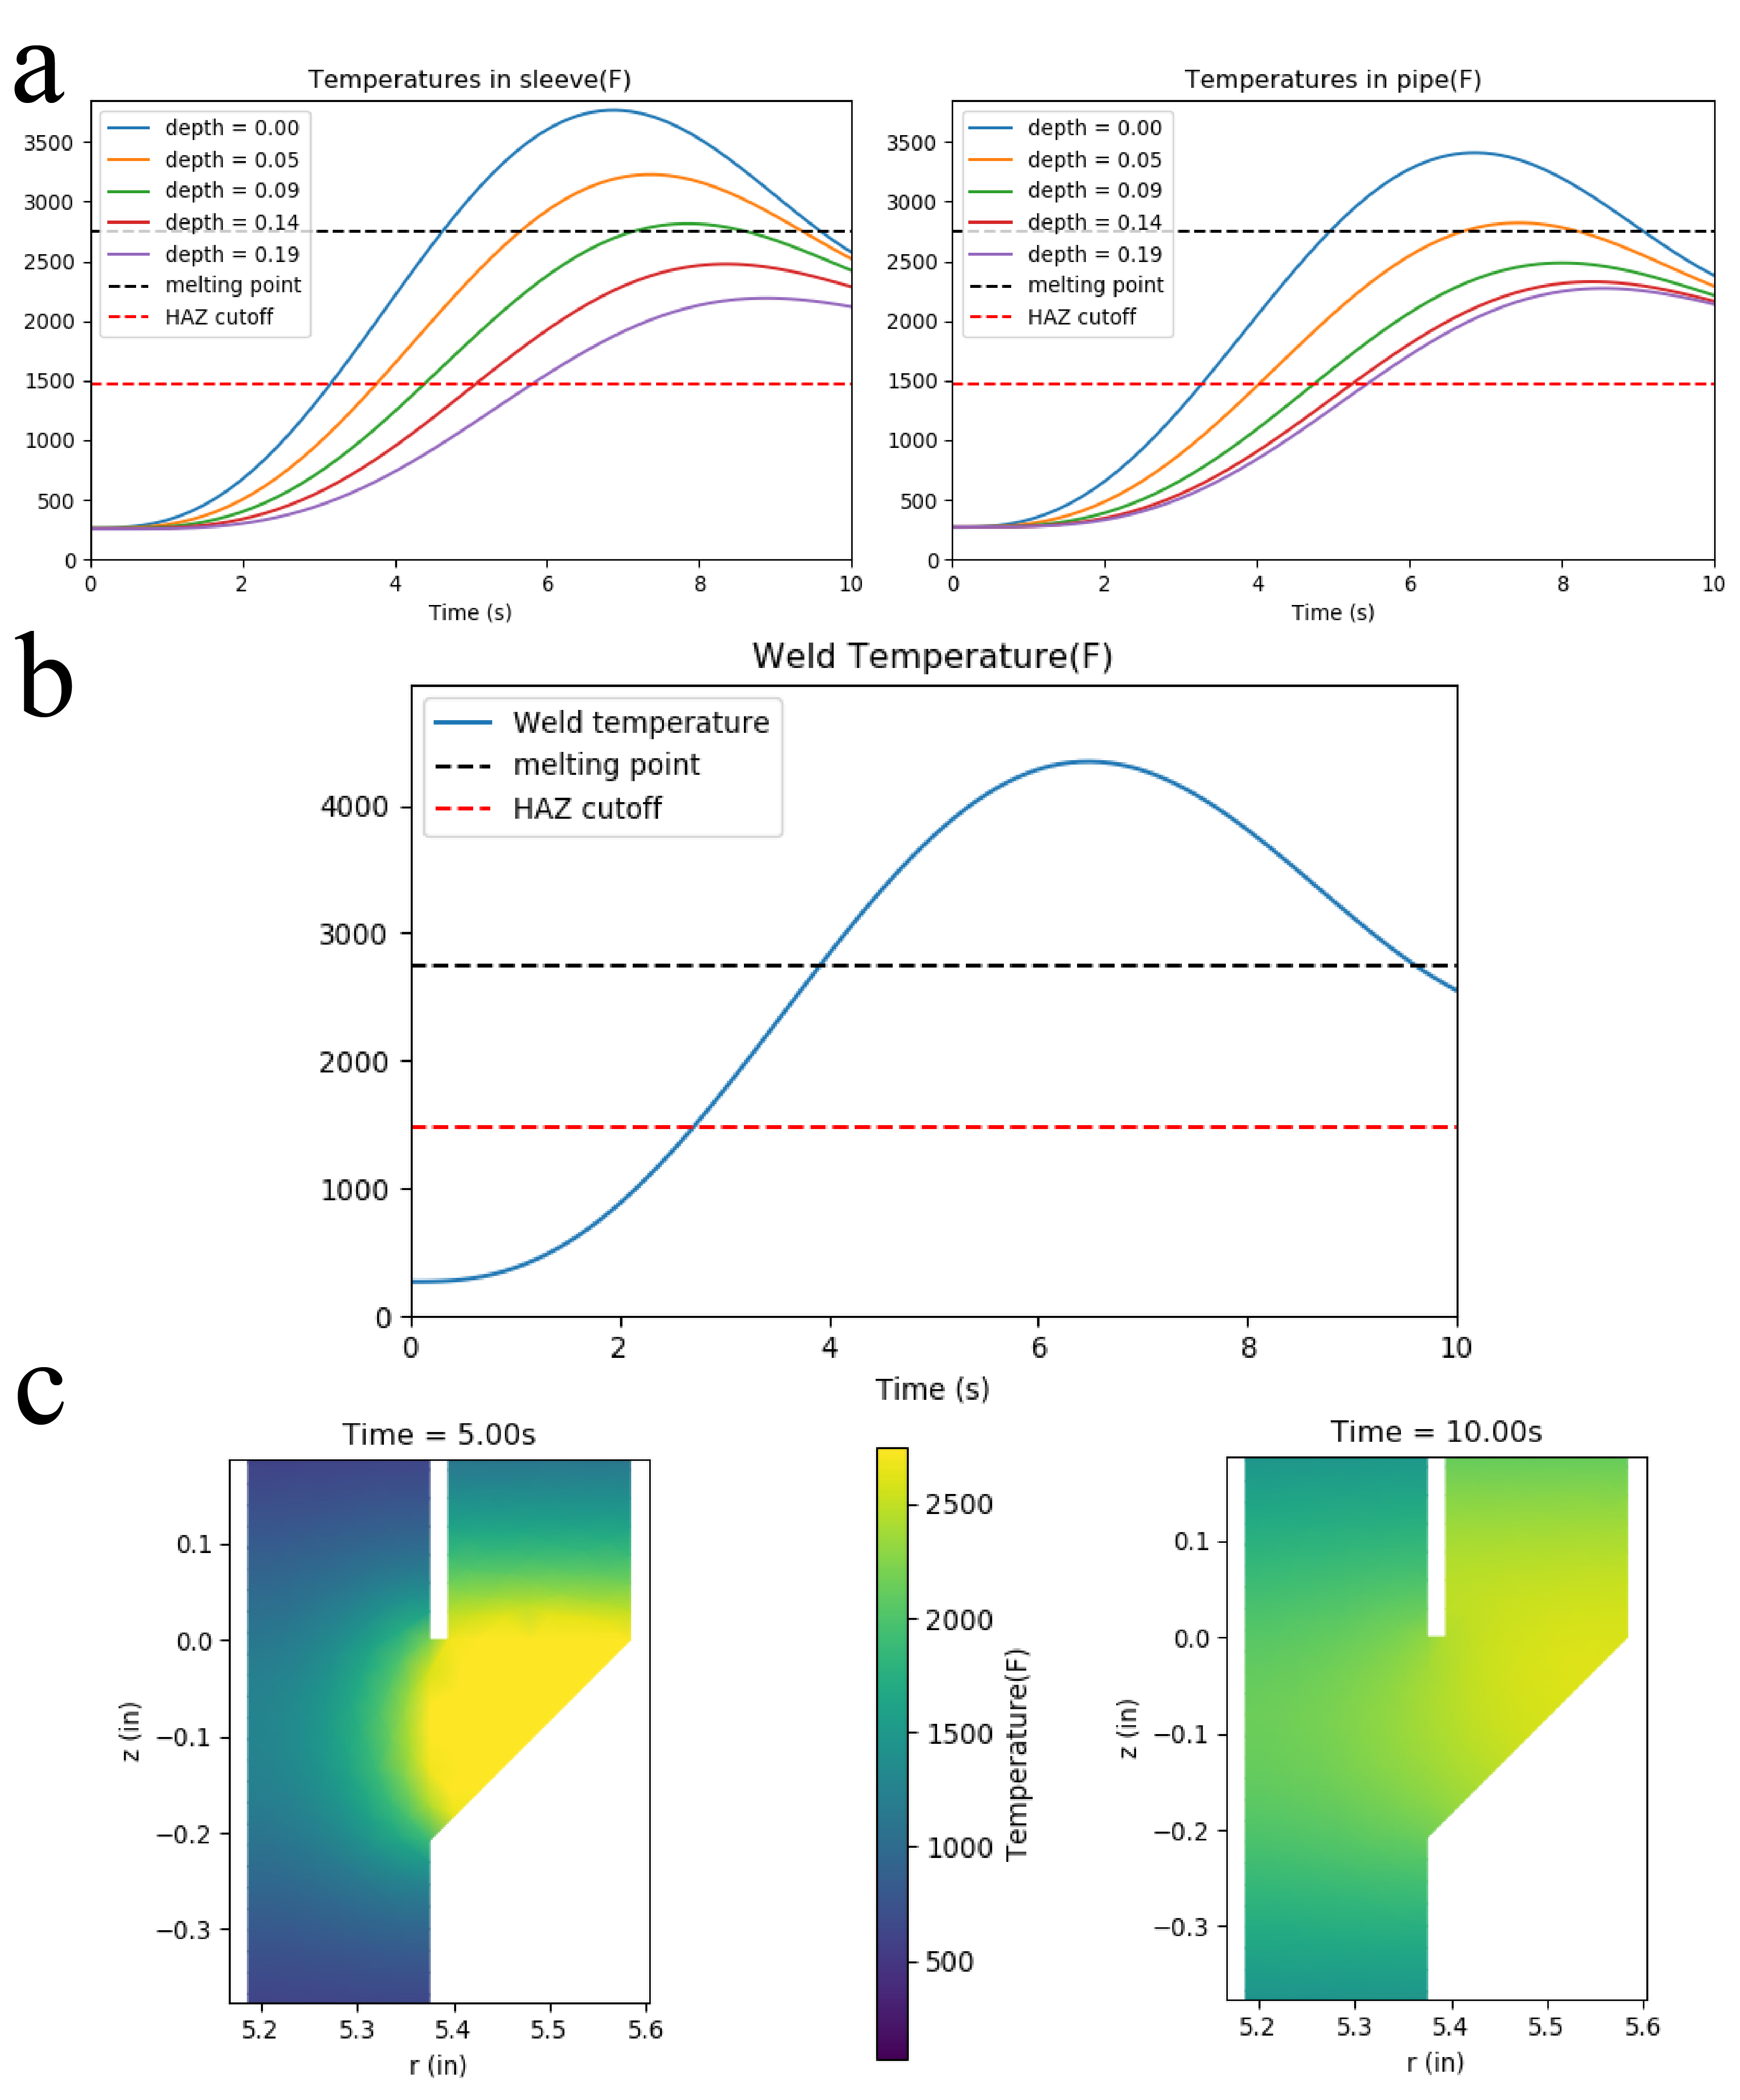 a
Temperatures in sleeve(F)
depth = 0.00
depth = 0.05
depth = 0.09
depth = 0.14
depth = 0.19
melting point
HAZ cutoff
3500
3000
2500
2000
1500
1000
500
0
0 2 4 6 8 10
Time (s)
Temperatures in pipe(F)
depth = 0.00
depth = 0.05
depth = 0.09
depth = 0.14
depth = 0.19
melting point
HAZ cutoff
3500
3000
2500
2000
1500
1000
500
0
0 2 4 6 8 10
Time (s)
b
Weld Temperature(F)
Weld temperature
melting point
HAZ cutoff
4000
3000
2000
1000
0
0 2 4 6 8 10
Time (s)
c
Time = 5.00s
0.1
0.0
−0.1
−0.2
−0.3
z (in)
5.2 5.3 5.4 5.5 5.6
r (in)
2500
2000
1500
1000
500
Temperature(F)
Time = 10.00s
0.1
0.0
−0.1
−0.2
−0.3
z (in)
5.2 5.3 5.4 5.5 5.6
r (in)